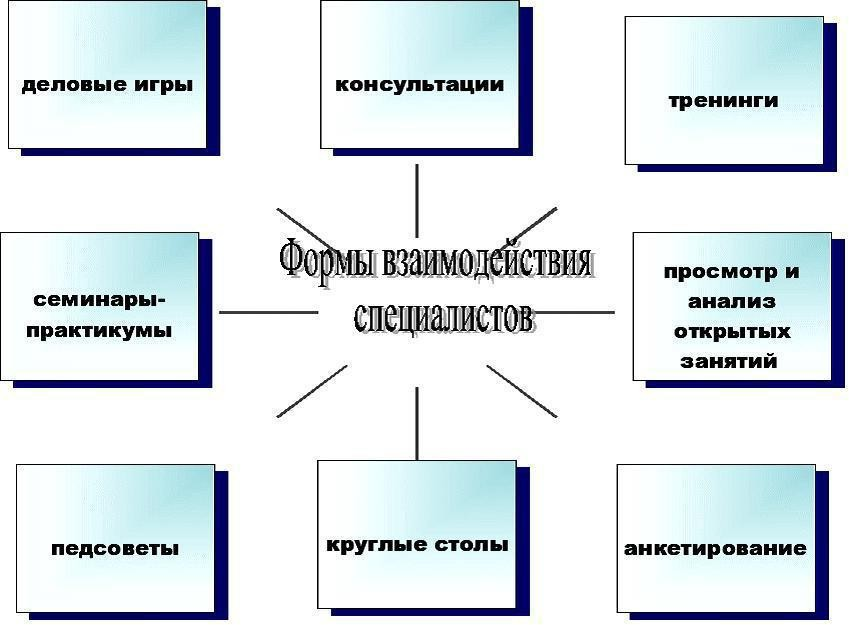 деловые игры
консультации
тренинги
Формы взаимодействия
специалистов
семинары-
практикумы
просмотр и
анализ
открытых
занятий
педсоветы
круглые столы
анкетирование